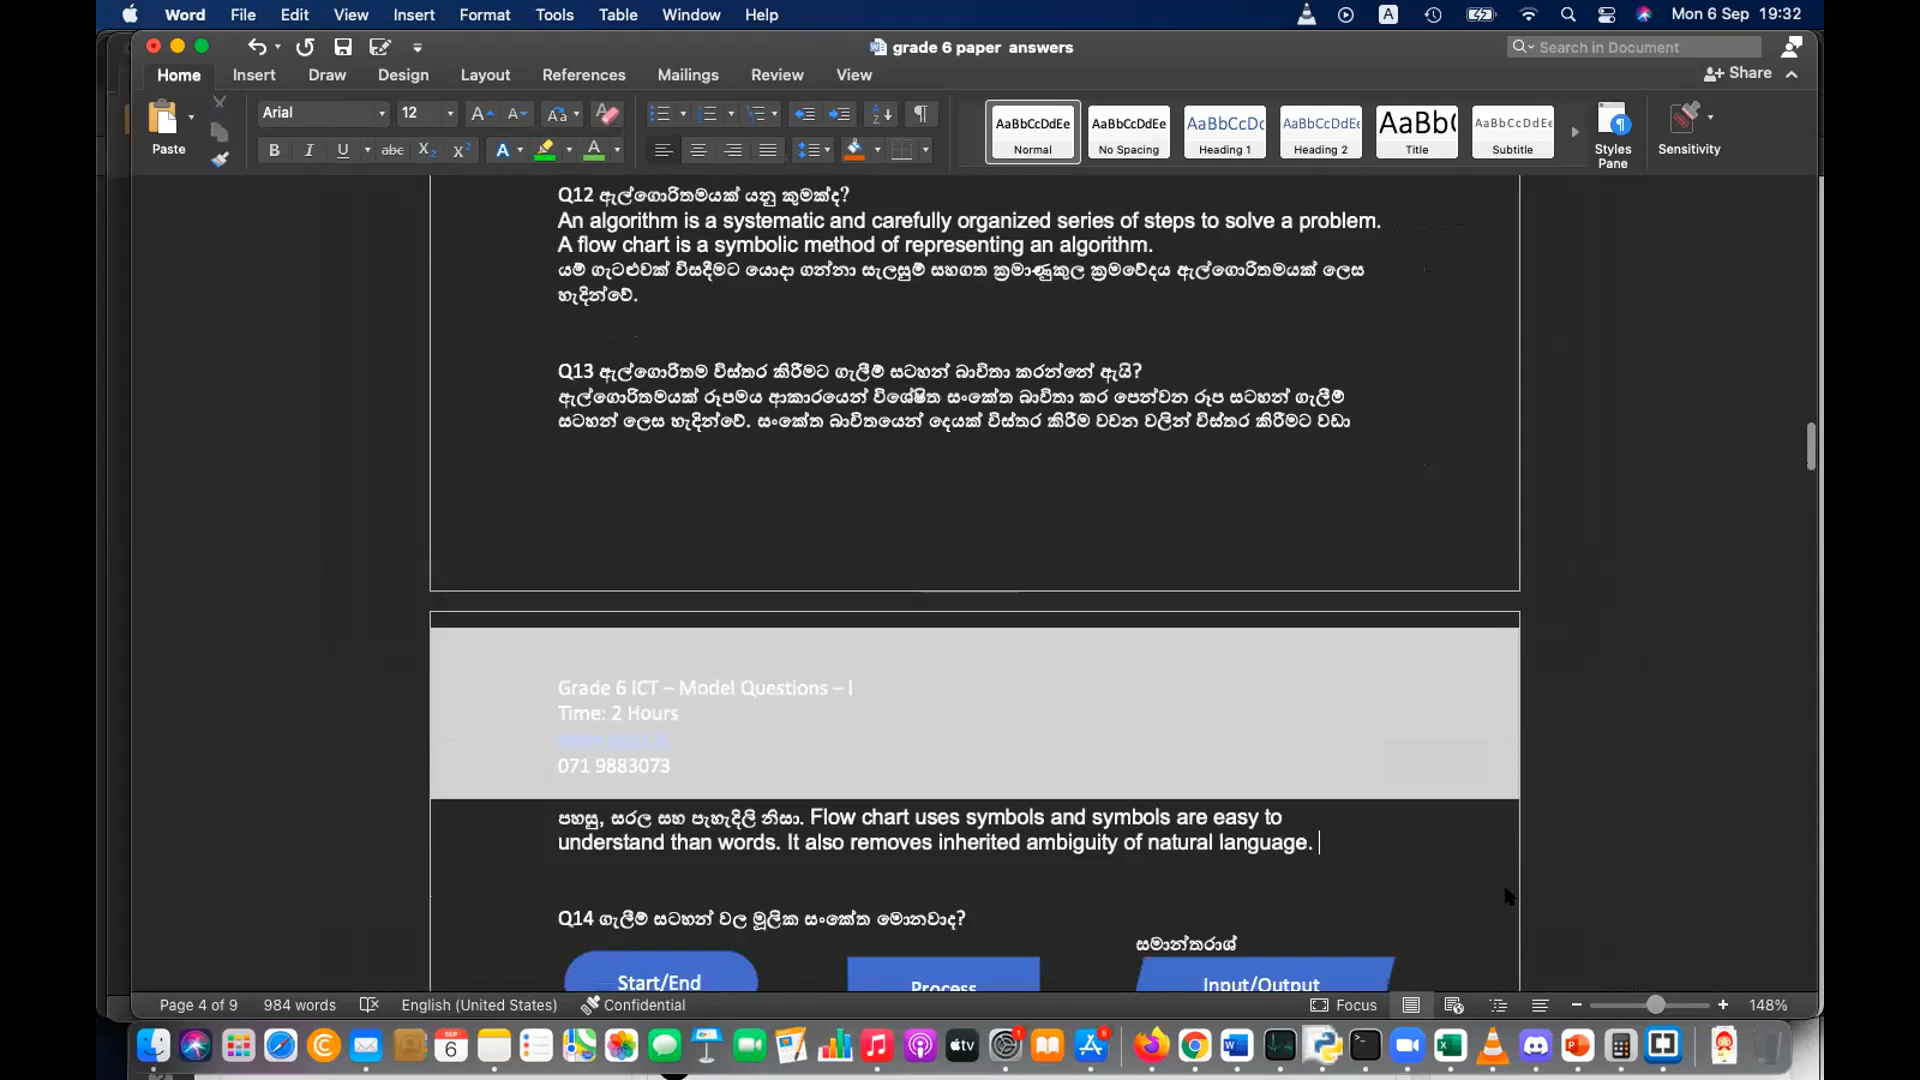 Word File Edit View Insert Format Tools Table Window Help Mon 6 Sep 19:32
grade 6 paper answers
Search in Document
Home Insert Draw Design Layout References Mailings Review View Share
Arial 12
Paste
AaBbCcDdEe Normal
AaBbCcDdEe No Spacing
AaBbCcDc Heading 1
AaBbCcDdEe Heading 2
AaBb( Title
AaBbCcDdEe Subtitle
Styles Pane
Sensitivity
Q12 ඇල්ගොරිතමයක් යනු කුමක්ද?
An algorithm is a systematic and carefully organized series of steps to solve a problem.
A flow chart is a symbolic method of representing an algorithm.
යම් ගැටළුවක් විසදීමට යොදා ගන්නා සැලසුම් සහගත ක්‍රමාණුකුල ක්‍රමවේදය ඇල්ගොරිතමයක් ලෙස
හැදින්වේ.
Q13 ඇල්ගොරිතම විස්තර කිරීමට ගැලීම් සටහන් බාවිතා කරන්නේ ඇයි?
ඇල්ගොරිතමයක් රූපමය ආකාරයෙන් විශේෂිත සංකේත බාවිතා කර පෙන්වන රූප සටහන් ගැලීම්
සටහන් ලෙස හැදින්වේ. සංකේත බාවිතයෙන් දෙයක් විස්තර කිරීම වචන වලින් විස්තර කිරීමට වඩා
Grade 6 ICT – Model Questions – I
Time: 2 Hours
071 9883073
පහසු, සරල සහ පැහැදිලි නිසා. Flow chart uses symbols and symbols are easy to
understand than words. It also removes inherited ambiguity of natural language.
Q14 ගැලීම් සටහන් වල මූලික සංකේත මොනවාද?
සමාන්තරාශ්
Start/End Process Input/Output
Page 4 of 9 984 words English (United States) Confidential Focus 148%